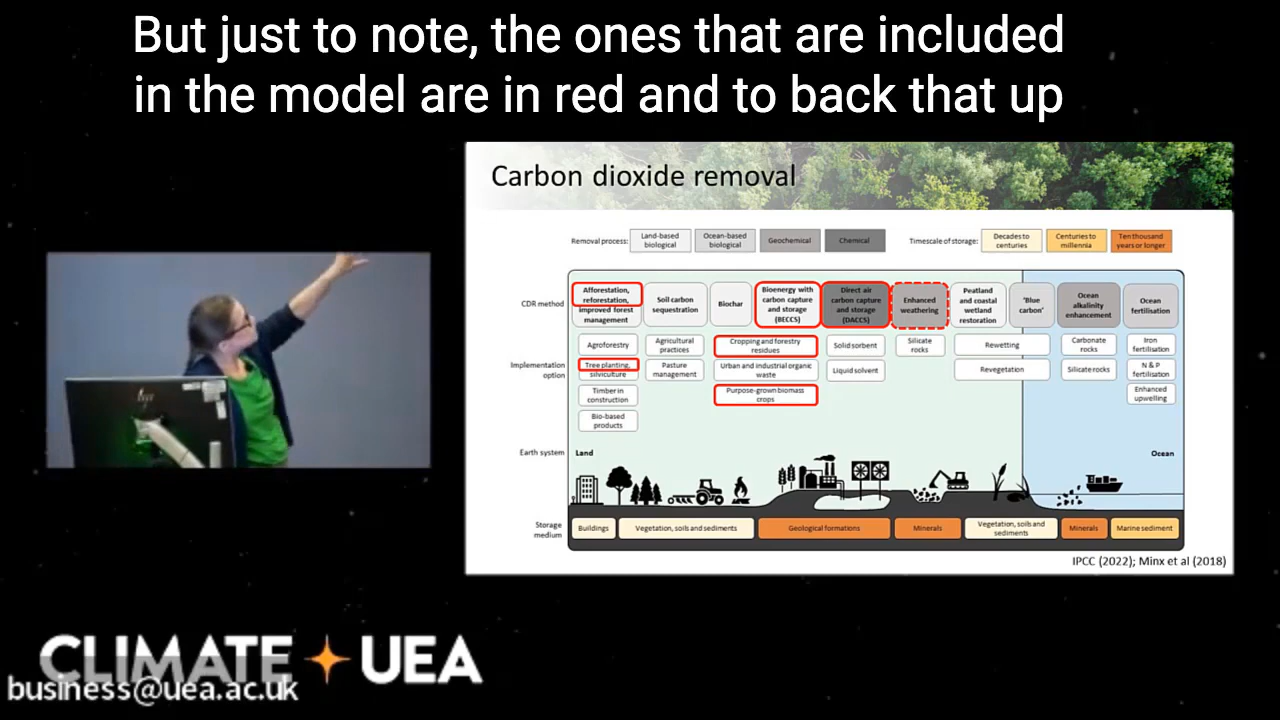 But just to note, the ones that are included
in the model are in red and to back that up
Carbon dioxide removal
Removal process:
Land-based
biological
Ocean-based
biological
Geochemical
Chemical
Timescale of storage:
Decades to
centuries
Centuries to
millennia
Ten thousand
years or longer
CDR method
Afforestation,
reforestation,
improved forest
management
Soil carbon
sequestration
Biochar
Bioenergy with
carbon capture
and storage
(BECCS)
Direct air
carbon capture
and storage
(DACCS)
Enhanced
weathering
Peatland
and coastal
wetland
restoration
'Blue
carbon'
Ocean
alkalinity
enhancement
Ocean
fertilisation
Implementation
option
Agroforestry
Tree planting,
silviculture
Timber in
construction
Bio-based
products
Agricultural
practices
Pasture
management
Cropping and forestry
residues
Urban and industrial organic
waste
Purpose-grown biomass
crops
Solid sorbent
Liquid solvent
Silicate
rocks
Rewetting
Revegetation
Carbonate
rocks
Silicate rocks
Iron
fertilisation
N & P
fertilisation
Enhanced
upwelling
Earth system
Land
Ocean
Storage
medium
Buildings
Vegetation, soils and sediments
Geological formations
Minerals
Vegetation, soils and
sediments
Minerals
Marine sediment
IPCC (2022); Minx et al (2018)
hp
CLIMATE UEA
business@uea.ac.uk